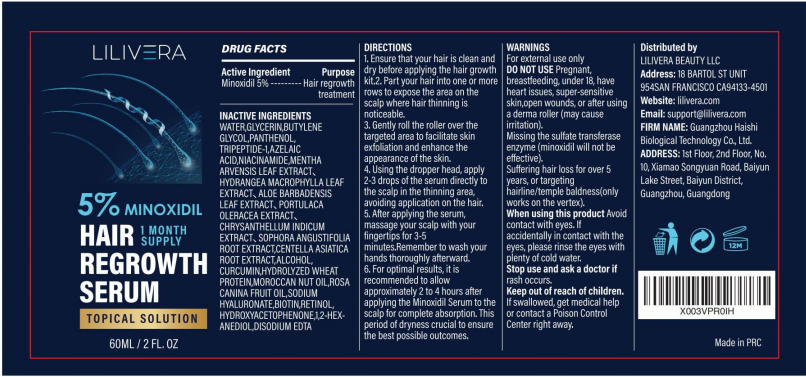 LILIVERA
5% MINOXIDIL
HAIR 1 MONTH
SUPPLY
REGROWTH
SERUM
TOPICAL SOLUTION
60ML / 2 FL. OZ
DRUG FACTS
Active Ingredient Purpose
Minoxidil 5% --------- Hair regrowth
treatment
INACTIVE INGREDIENTS
WATER,GLYCERIN,BUTYLENE
GLYCOL,PANTHENOL,
TRIPEPTIDE-1,AZELAIC
ACID,NIACINAMIDE,MENTHA
ARVENSIS LEAF EXTRACT、
HYDRANGEA MACROPHYLLA LEAF
EXTRACT、ALOE BARBADENSIS
LEAF EXTRACT、PORTULACA
OLERACEA EXTRACT、
CHRYSANTHELLUM INDICUM
EXTRACT、SOPHORA ANGUSTIFOLIA
ROOT EXTRACT,CENTELLA ASIATICA
ROOT EXTRACT,ALCOHOL,
CURCUMIN,HYDROLYZED WHEAT
PROTEIN,MOROCCAN NUT OIL,ROSA
CANINA FRUIT OIL,SODIUM
HYALURONATE,BIOTIN,RETINOL,
HYDROXYACETOPHENONE,1,2-HEX-
ANEDIOL,DISODIUM EDTA
DIRECTIONS
1. Ensure that your hair is clean and
dry before applying the hair growth
kit.2. Part your hair into one or more
rows to expose the area on the
scalp where hair thinning is
noticeable.
3. Gently roll the roller over the
targeted area to facilitate skin
exfoliation and enhance the
appearance of the skin.
4. Using the dropper head, apply
2-3 drops of the serum directly to
the scalp in the thinning area,
avoiding application on the hair.
5. After applying the serum,
massage your scalp with your
fingertips for 3-5
minutes.Remember to wash your
hands thoroughly afterward.
6. For optimal results, it is
recommended to allow
approximately 2 to 4 hours after
applying the Minoxidil Serum to the
scalp for complete absorption. This
period of dryness crucial to ensure
the best possible outcomes.
WARNINGS
For external use only
DO NOT USE Pregnant,
breastfeeding, under 18, have
heart issues, super-sensitive
skin,open wounds, or after using
a derma roller (may cause
irritation).
Missing the sulfate transferase
enzyme (minoxidil will not be
effective).
Suffering hair loss for over 5
years, or targeting
hairline/temple baldness(only
works on the vertex).
When using this product Avoid
contact with eyes. If
accidentally in contact with the
eyes, please rinse the eyes with
plenty of cold water.
Stop use and ask a doctor if
rash occurs.
Keep out of reach of children.
If swallowed, get medical help
or contact a Poison Control
Center right away.
Distributed by
LILIVERA BEAUTY LLC
Address: 18 BARTOL ST UNIT
954SAN FRANCISCO CA94133-4501
Website: lilivera.com
Email: support@lilivera.com
FIRM NAME: Guangzhou Haishi
Biological Technology Co., Ltd.
ADDRESS: 1st Floor, 2nd Floor, No.
10, Xiamao Songyuan Road, Baiyun
Lake Street, Baiyun District,
Guangzhou, Guangdong
12M
X003VPR0IH
Made in PRC